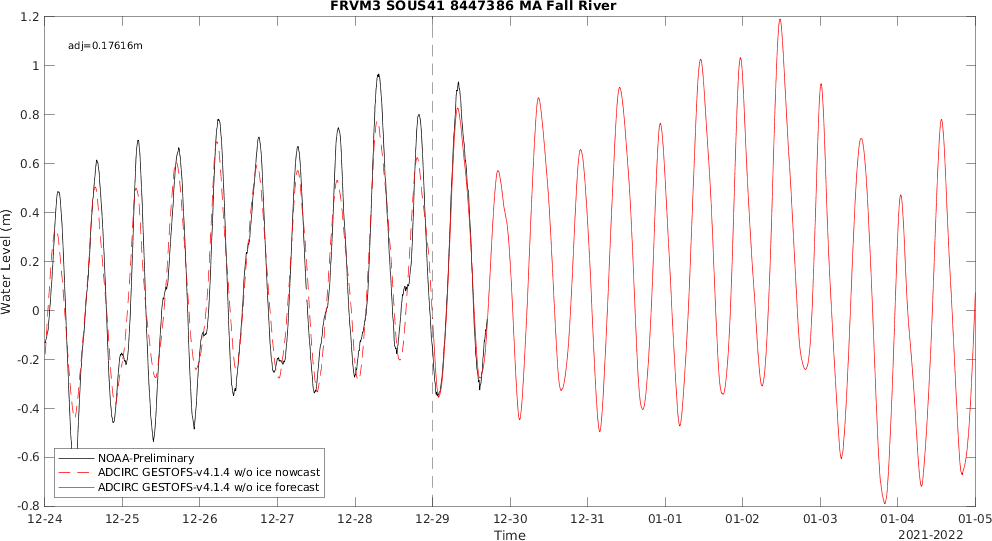 FRVM3 SOUS41 8447386 MA Fall River
adj=0.17616m
1.2
1
0.8
0.6
0.4
0.2
0
-0.2
-0.4
-0.6
-0.8
Water Level (m)
NOAA-Preliminary
ADCIRC GESTOFS-v4.1.4 w/o ice nowcast
ADCIRC GESTOFS-v4.1.4 w/o ice forecast
12-24 12-25 12-26 12-27 12-28 12-29 12-30 12-31 01-01 01-02 01-03 01-04 01-05
Time
2021-2022